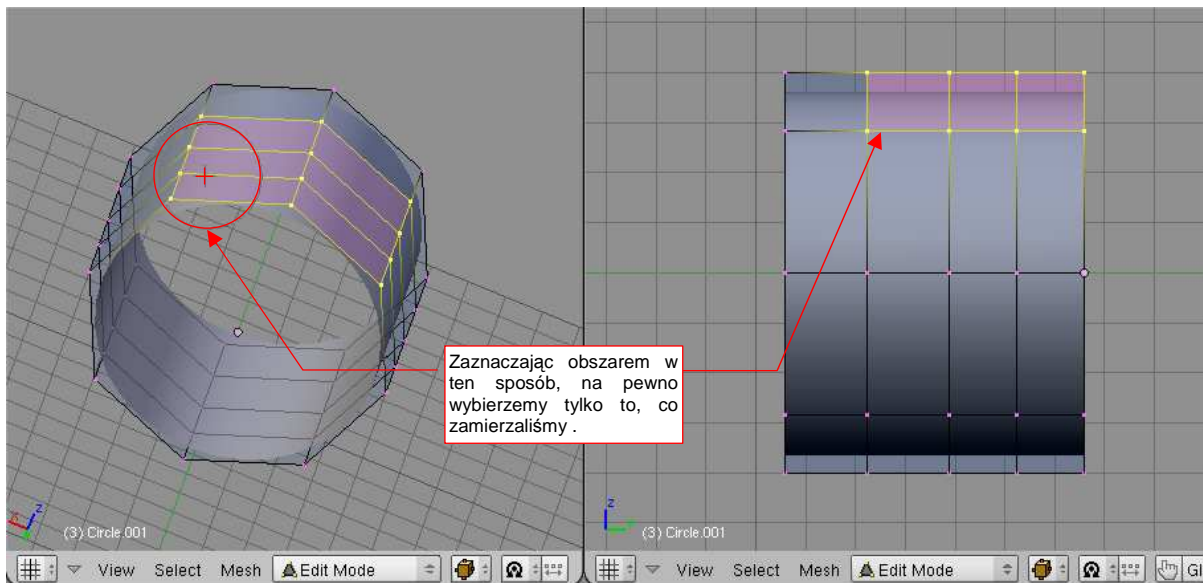 Zaznaczając obszarem w
ten sposób, na pewno
wybierzemy tylko to, co
zamierzaliśmy .
x z
(3) Circle.001
View Select Mesh Edit Mode
z
(3) Circle.001
View Select Mesh Edit Mode